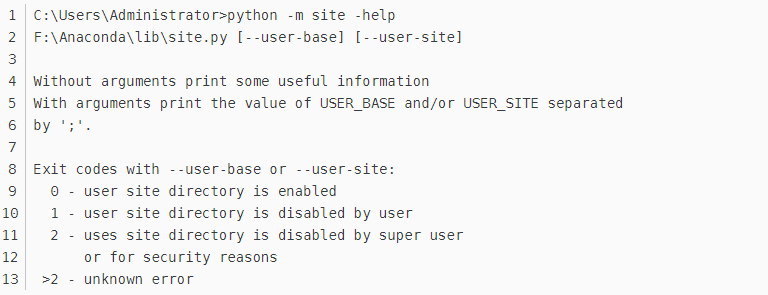 1 C:\Users\Administrator>python -m site -help
2 F:\Anaconda\lib\site.py [--user-base] [--user-site]
3
4 Without arguments print some useful information
5 With arguments print the value of USER_BASE and/or USER_SITE separated
6 by ';'.
7
8 Exit codes with --user-base or --user-site:
9   0 - user site directory is enabled
10   1 - user site directory is disabled by user
11   2 - uses site directory is disabled by super user
12       or for security reasons
13  >2 - unknown error